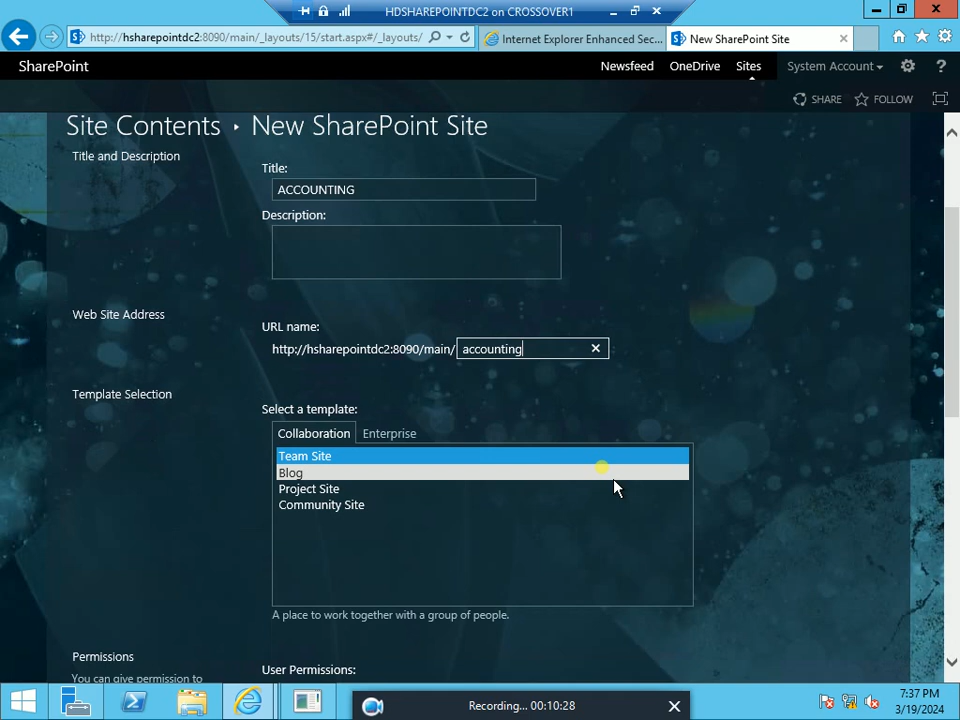 HDSHAREPOINTDC2 on CROSSOVER1
http://hsharepointdc2:8090/main/_layouts/15/start.aspx#/_layouts/
Internet Explorer Enhanced Sec...
New SharePoint Site
SharePoint
Newsfeed
OneDrive
Sites
System Account
?
SHARE
FOLLOW
Site Contents ▸ New SharePoint Site
Title and Description
Title:
ACCOUNTING
Description:
Web Site Address
URL name:
http://hsharepointdc2:8090/main/ accounting
Template Selection
Select a template:
Collaboration
Enterprise
Team Site
Blog
Project Site
Community Site
A place to work together with a group of people.
Permissions
You can give permission to
User Permissions:
Recording... 00:10:28
7:37 PM
3/19/2024